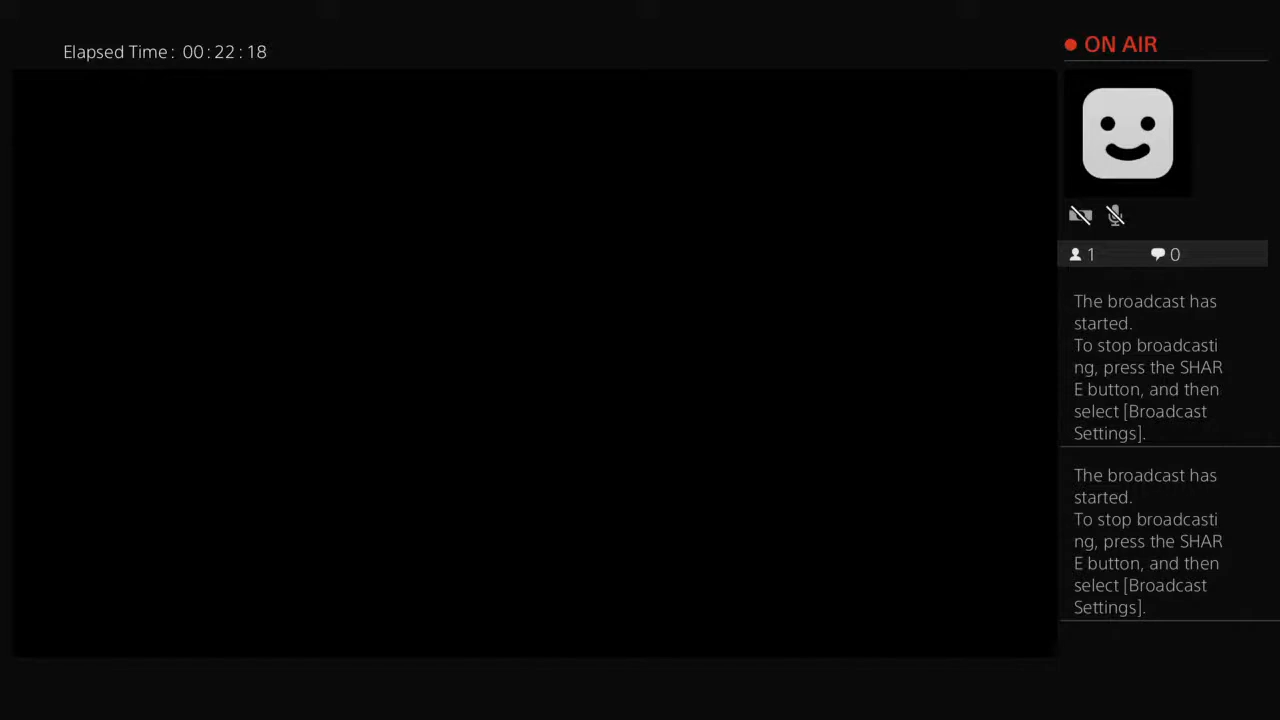 Elapsed Time: 00:22:18
ON AIR
1 0
The broadcast has
started.
To stop broadcasti
ng, press the SHAR
E button, and then
select [Broadcast
Settings].
The broadcast has
started.
To stop broadcasti
ng, press the SHAR
E button, and then
select [Broadcast
Settings].